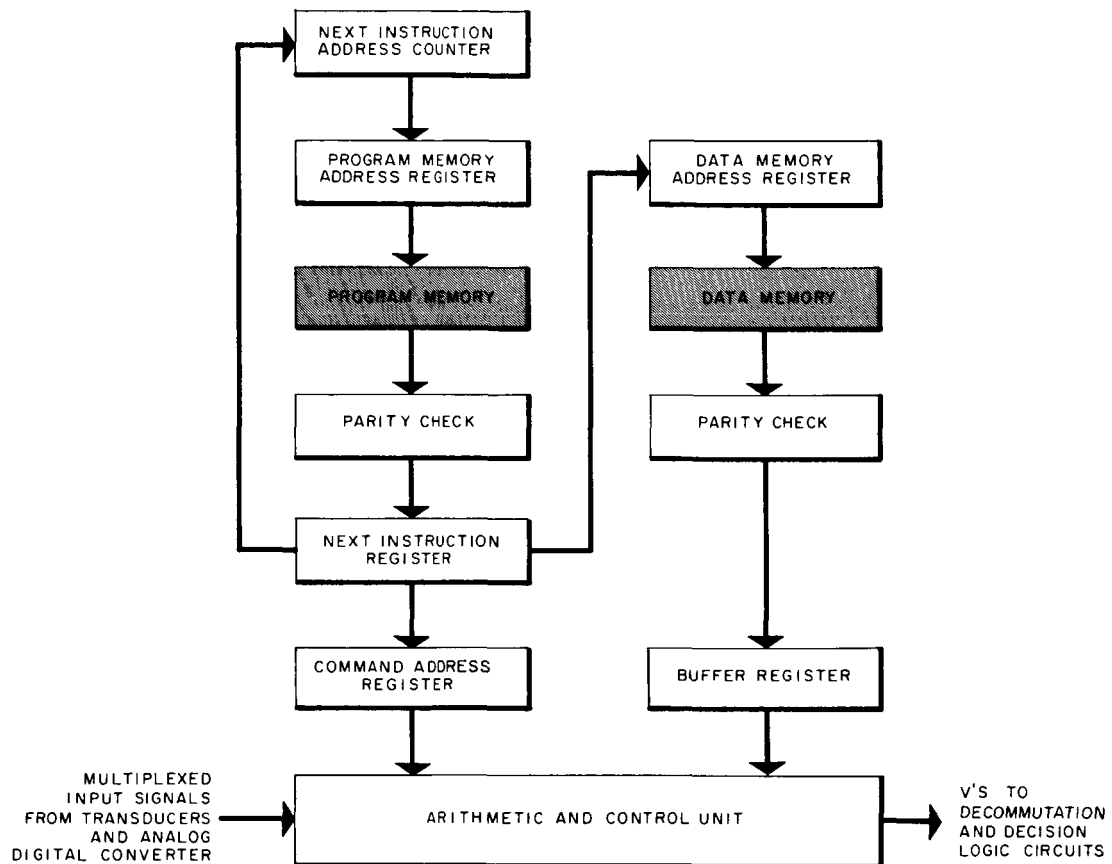 NEXT INSTRUCTION
ADDRESS COUNTER
PROGRAM MEMORY
ADDRESS REGISTER
DATA MEMORY
ADDRESS REGISTER
PROGRAM MEMORY
DATA MEMORY
PARITY CHECK
PARITY CHECK
NEXT INSTRUCTION
REGISTER
COMMAND ADDRESS
REGISTER
BUFFER REGISTER
MULTIPLEXED
INPUT SIGNALS
FROM TRANSDUCERS
AND ANALOG
DIGITAL CONVERTER
ARITHMETIC AND CONTROL UNIT
V'S TO
DECOMMUTATION
AND DECISION
LOGIC CIRCUITS